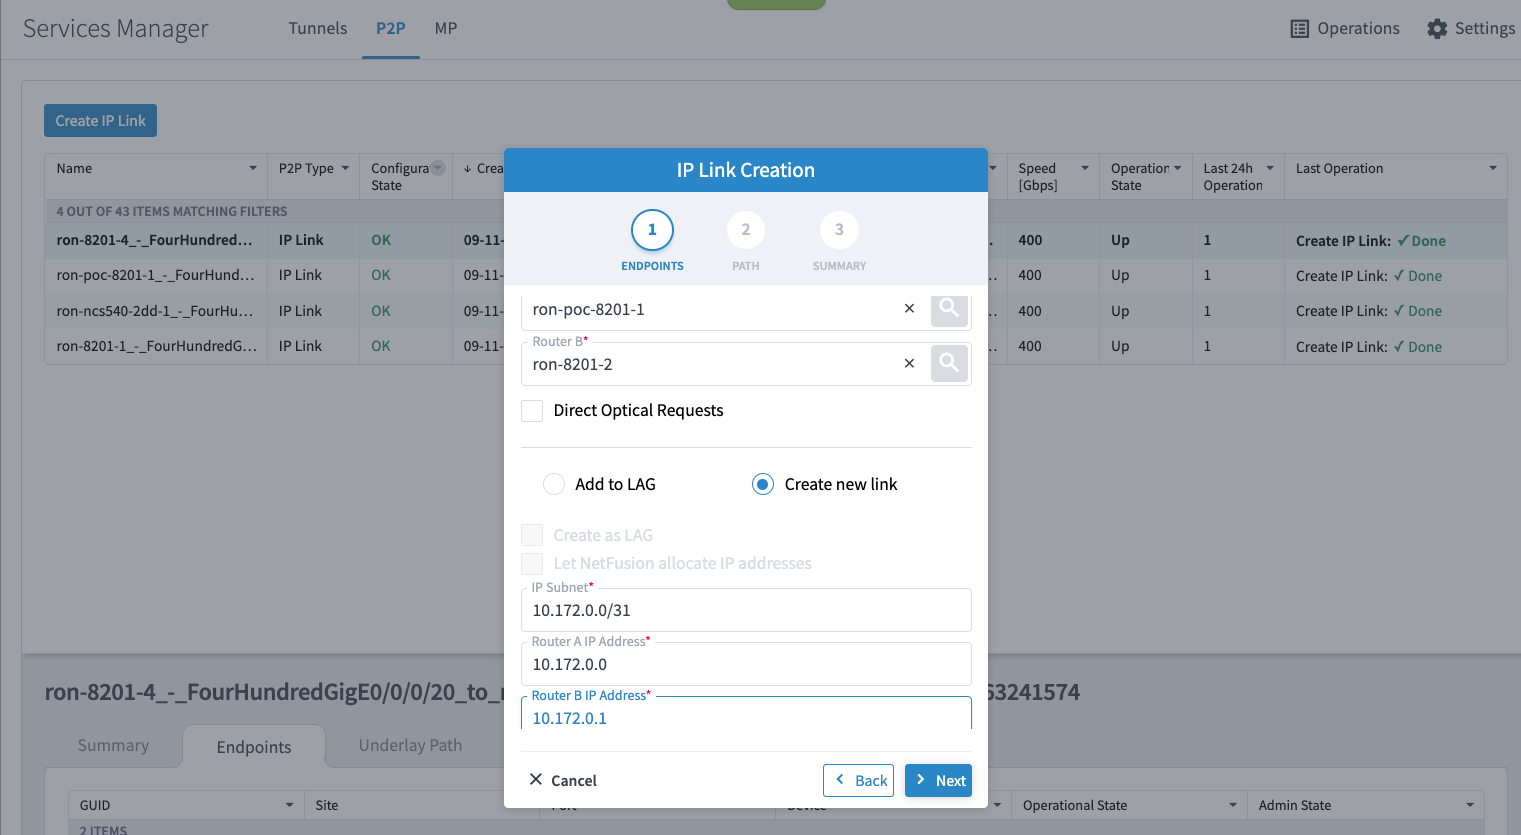 Services Manager
Tunnels P2P MP
Operations Settings
Create IP Link
Name P2P Type Configura State Crea Speed [Gbps] Operation State Last 24h Operation Last Operation
4 OUT OF 43 ITEMS MATCHING FILTERS
ron-8201-4_-_FourHundred... IP Link OK 09-11- 400 Up 1 Create IP Link: ✓ Done
ron-poc-8201-1_-_FourHund... IP Link OK 09-11- 400 Up 1 Create IP Link: ✓ Done
ron-ncs540-2dd-1_-_FourHu... IP Link OK 09-11- 400 Up 1 Create IP Link: ✓ Done
ron-8201-1_-_FourHundredG... IP Link OK 09-11- 400 Up 1 Create IP Link: ✓ Done
IP Link Creation
1 2 3
ENDPOINTS PATH SUMMARY
ron-poc-8201-1
Router B*
ron-8201-2
Direct Optical Requests
Add to LAG Create new link
Create as LAG
Let NetFusion allocate IP addresses
IP Subnet*
10.172.0.0/31
Router A IP Address*
10.172.0.0
Router B IP Address*
10.172.0.1
Cancel Back Next
ron-8201-4_-_FourHundredGigE0/0/0/20_to_ 63241574
Summary Endpoints Underlay Path
GUID Site Operational State Admin State
2 ITEMS